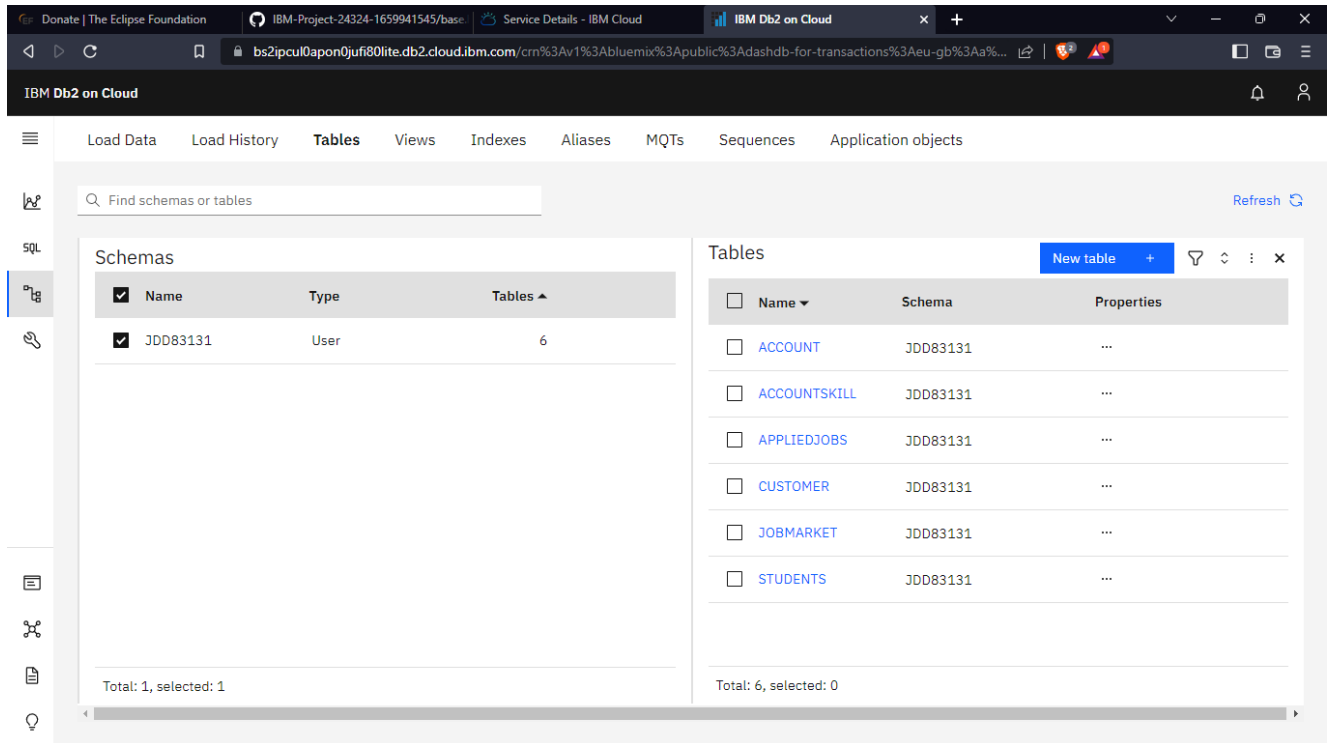 Donate | The Eclipse Foundation
IBM-Project-24324-1659941545/base.
Service Details - IBM Cloud
IBM Db2 on Cloud
bs2ipcul0apon0jufi80lite.db2.cloud.ibm.com/crn%3Av1%3Abluemix%3Apublic%3Adashdb-for-transactions%3Aeu-gb%3Aa%...
2
IBM Db2 on Cloud
Load Data Load History Tables Views Indexes Aliases MQTs Sequences Application objects
Find schemas or tables
Refresh
SQL
Schemas
Name Type Tables
JDD83131 User 6
Total: 1, selected: 1
Tables
New table +
Name Schema Properties
ACCOUNT JDD83131 ...
ACCOUNTSKILL JDD83131 ...
APPLIEDJOBS JDD83131 ...
CUSTOMER JDD83131 ...
JOBMARKET JDD83131 ...
STUDENTS JDD83131 ...
Total: 6, selected: 0